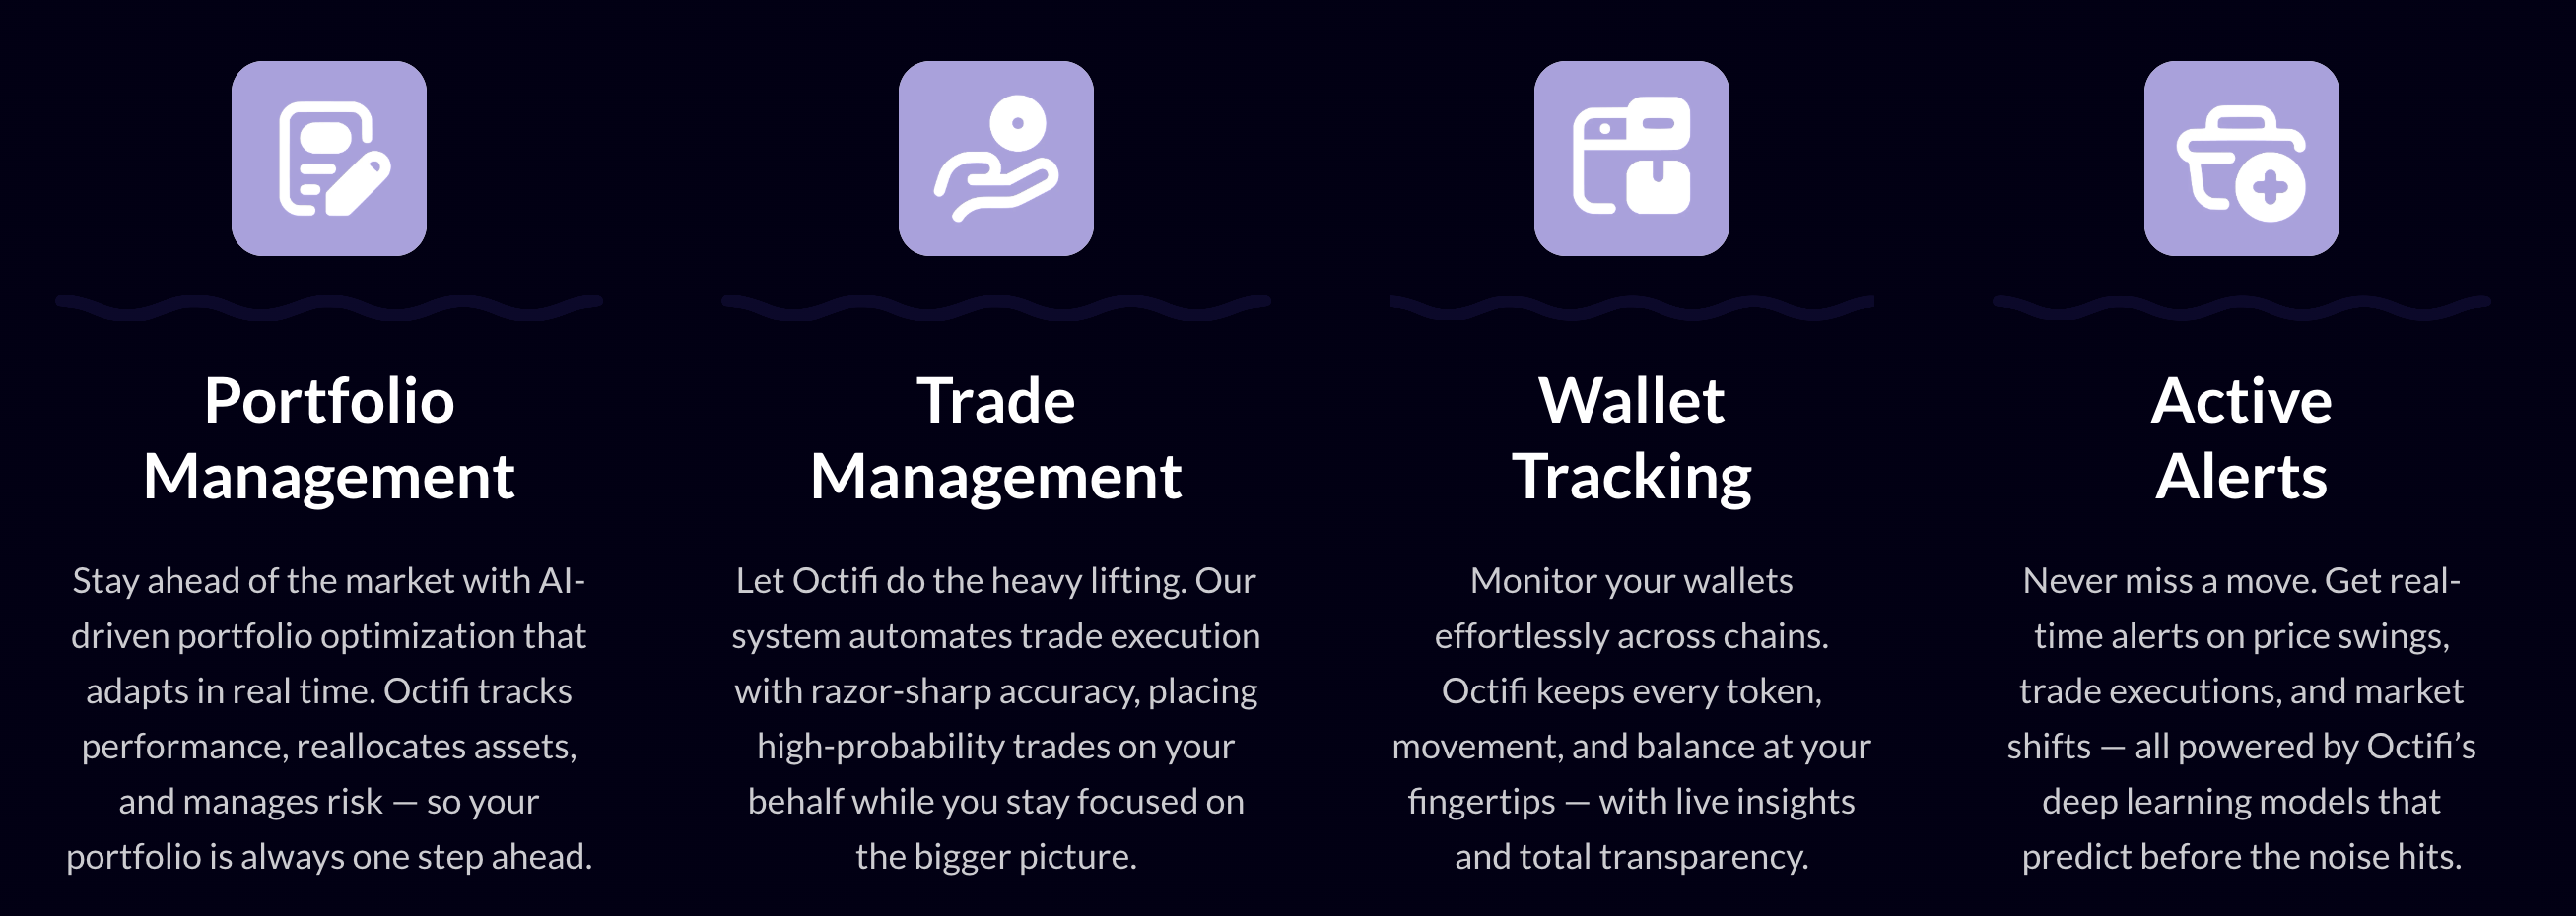 Portfolio
Management
Stay ahead of the market with AI-
driven portfolio optimization that
adapts in real time. Octifi tracks
performance, reallocates assets,
and manages risk — so your
portfolio is always one step ahead.
Trade
Management
Let Octifi do the heavy lifting. Our
system automates trade execution
with razor-sharp accuracy, placing
high-probability trades on your
behalf while you stay focused on
the bigger picture.
Wallet
Tracking
Monitor your wallets
effortlessly across chains.
Octifi keeps every token,
movement, and balance at your
fingertips — with live insights
and total transparency.
Active
Alerts
Never miss a move. Get real-
time alerts on price swings,
trade executions, and market
shifts — all powered by Octifi’s
deep learning models that
predict before the noise hits.